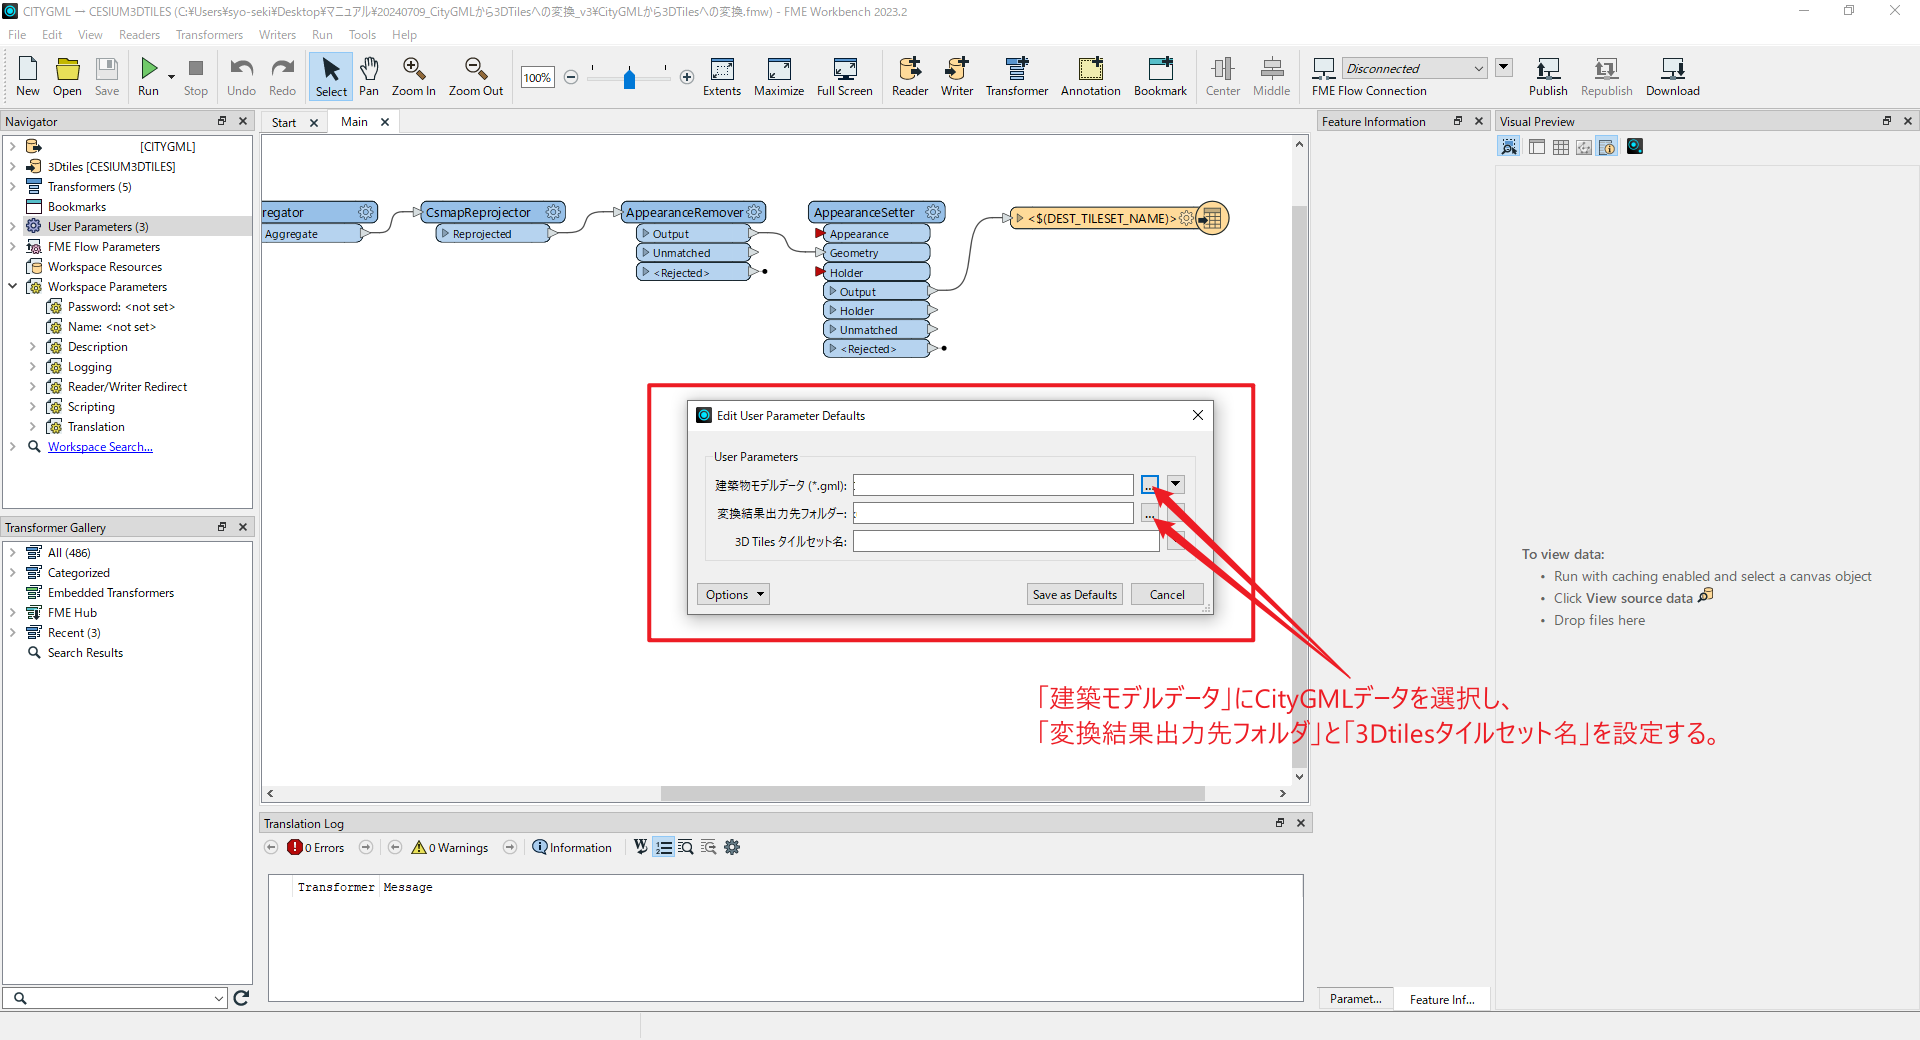 CITYGML → CESIUM3DTILES (C:¥Users¥syo-seki¥Desktop¥マニュアル¥20240709_CityGMLから3DTilesへの変換_v3¥CityGMLから3DTilesへの変換.fmw) - FME Workbench 2023.2
File Edit View Readers Transformers Writers Run Tools Help
100%
Disconnected
New Open Save Run Stop Undo Redo Select Pan Zoom In Zoom Out Extents Maximize Full Screen Reader Writer Transformer Annotation Bookmark Center Middle FME Flow Connection Publish Republish Download
Navigator
[CITYGML]
3Dtiles [CESIUM3DTILES]
Transformers (5)
Bookmarks
User Parameters (3)
FME Flow Parameters
Workspace Resources
Workspace Parameters
Password: <not set>
Name: <not set>
Description
Logging
Reader/Writer Redirect
Scripting
Translation
Workspace Search...
Transformer Gallery
All (486)
Categorized
Embedded Transformers
FME Hub
Recent (3)
Search Results
Start
Main
regator
Aggregate
CsmapReprojector
Reprojected
AppearanceRemover
Output
Unmatched
<Rejected>
AppearanceSetter
Appearance
Geometry
Holder
Output
Holder
Unmatched
<Rejected>
<$(DEST_TILESET_NAME)>
Edit User Parameter Defaults
User Parameters
建築物モデルデータ (*.gml):
...
変換結果出力先フォルダー:
...
3D Tiles タイルセット名:
Options
Save as Defaults
Cancel
「建築モデルデータ」にCityGMLデータを選択し、
「変換結果出力先フォルダ」と「3Dtilesタイルセット名」を設定する。
Translation Log
0 Errors
0 Warnings
Information
Transformer Message
Feature Information
Paramet...
Feature Inf...
Visual Preview
To view data:
• Run with caching enabled and select a canvas object
• Click View source data
• Drop files here